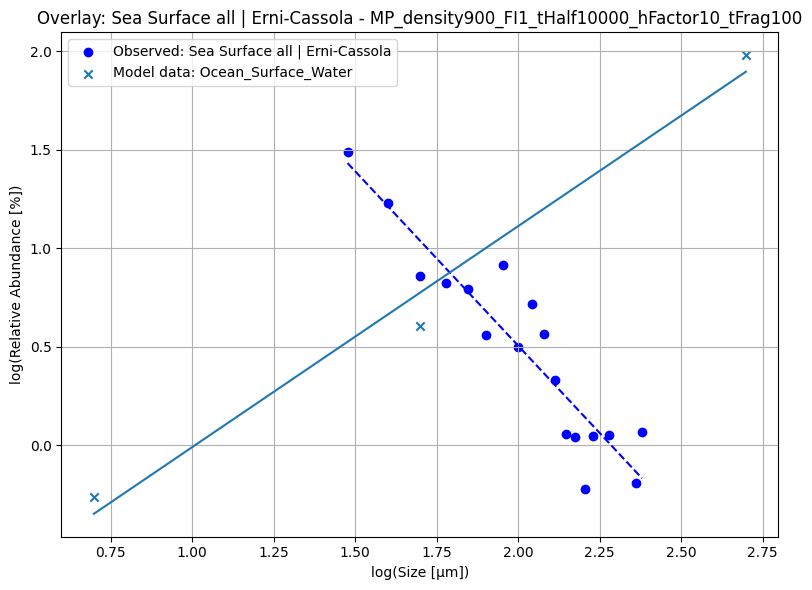 Overlay: Sea Surface all | Erni-Cassola - MP_density900_FI1_tHalf10000_hFactor10_tFrag100
Observed: Sea Surface all | Erni-Cassola
Model data: Ocean_Surface_Water
log(Relative Abundance [%])
2.0
1.5
1.0
0.5
0.0
0.75 1.00 1.25 1.50 1.75 2.00 2.25 2.50 2.75
log(Size [μm])